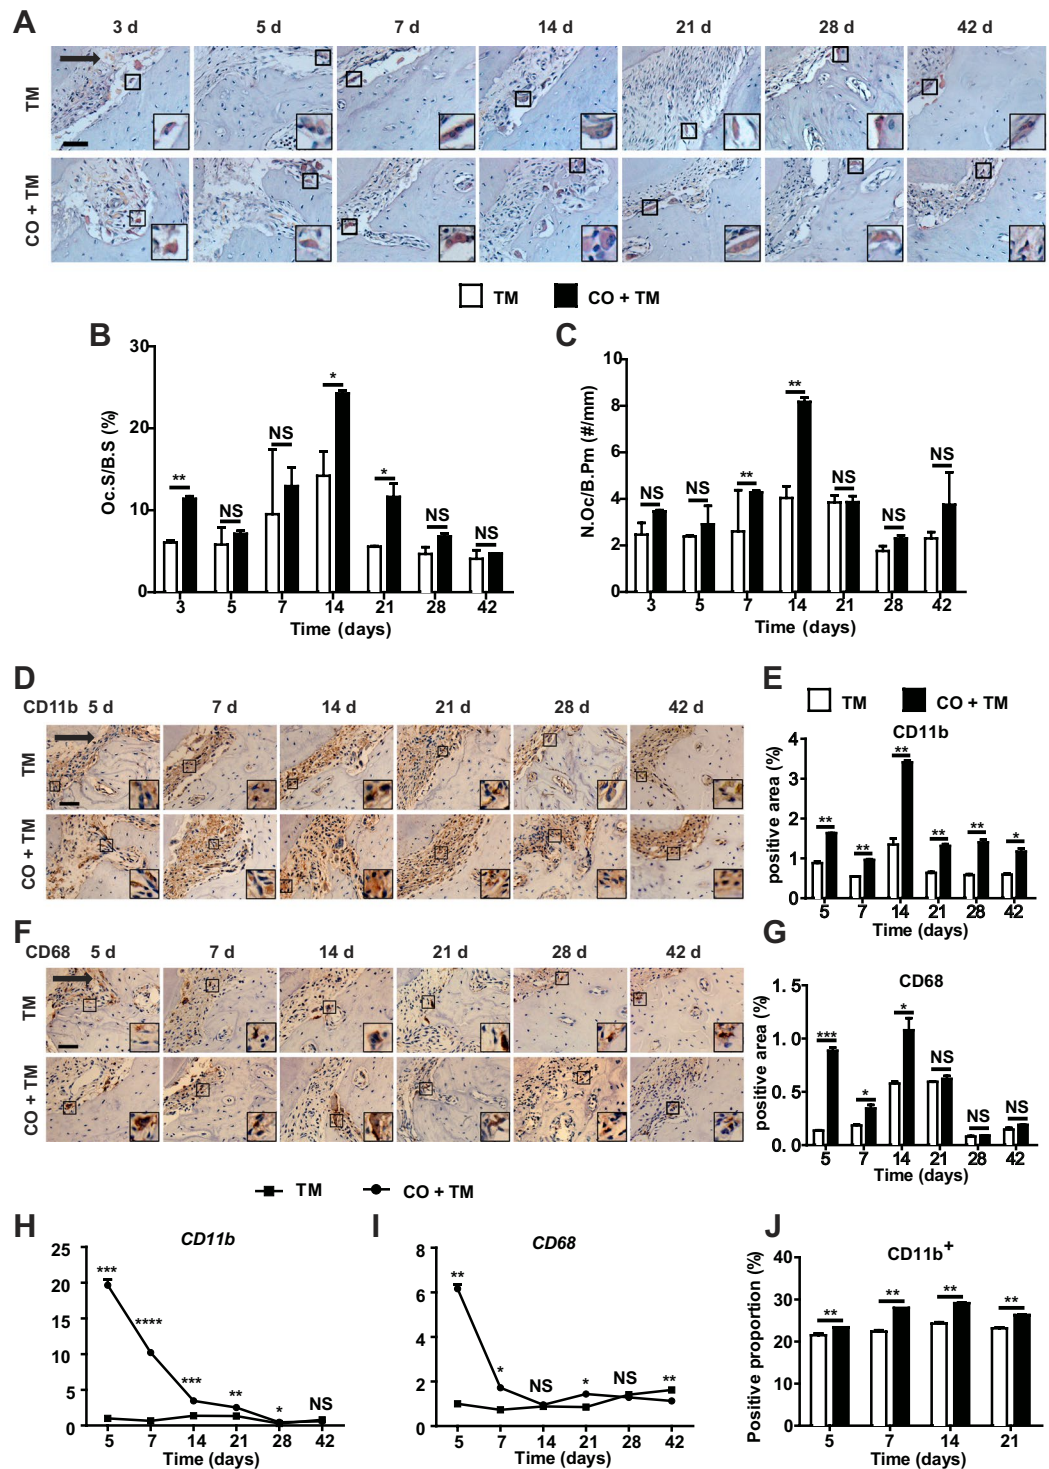 A
3 d 5 d 7 d 14 d 21 d 28 d 42 d
TM
CO + TM
TM CO + TM
B
Oc.S/B.S (%)
30
20
10
0
** NS NS * * NS NS
3 5 7 14 21 28 42
Time (days)
C
N.Oc/B.Pm (#/mm)
10
8
6
4
2
0
NS NS ** ** NS NS NS
3 5 7 14 21 28 42
Time (days)
D
CD11b 5 d 7 d 14 d 21 d 28 d 42 d
TM
CO + TM
E
TM CO + TM
CD11b
positive area (%)
4
3
2
1
0
** ** ** ** ** *
5 7 14 21 28 42
Time (days)
F
CD68 5 d 7 d 14 d 21 d 28 d 42 d
TM
CO + TM
G
CD68
positive area (%)
1.5
1.0
0.5
0.0
*** * * NS NS NS
5 7 14 21 28 42
Time (days)
TM CO + TM
H
CD11b
25
20
15
10
5
0
*** **** *** ** * NS
5 7 14 21 28 42
Time (days)
I
CD68
8
6
4
2
0
** * NS * NS **
5 7 14 21 28 42
Time (days)
J
CD11b+
Positive proportion (%)
40
30
20
10
0
** ** ** **
5 7 14 21
Time (days)